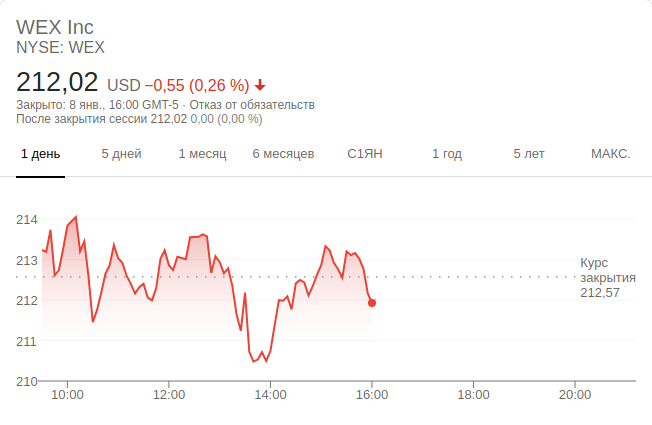 WEX Inc
NYSE: WEX
212,02 USD −0,55 (0,26 %)
Закрыто: 8 янв., 16:00 GMT-5 · Отказ от обязательств
После закрытия сессии 212,02 0,00 (0,00 %)
1 день 5 дней 1 месяц 6 месяцев С1ЯН 1 год 5 лет МАКС.
214
213
212
211
210
Курс
закрытия
212,57
10:00 12:00 14:00 16:00 18:00 20:00